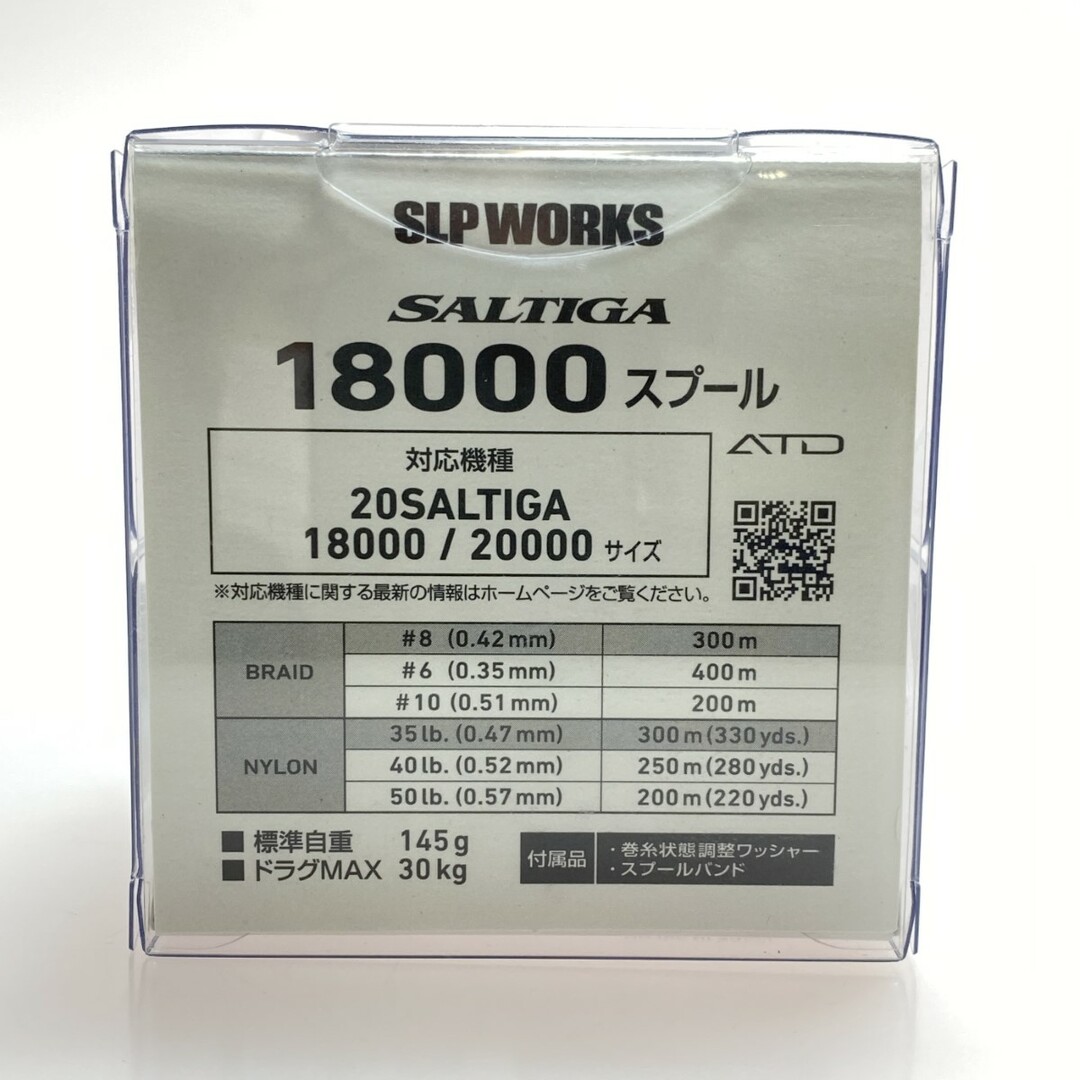 SLP WORKS
SALTIGA
18000 スプール
ATD
対応機種
20SALTIGA
18000 / 20000 サイズ
※対応機種に関する最新の情報はホームページをご覧ください。
BRAID
#8 (0.42mm) 300m
#6 (0.35mm) 400m
#10 (0.51mm) 200m
NYLON
35lb. (0.47mm) 300m(330yds.)
40lb. (0.52mm) 250m(280yds.)
50lb. (0.57mm) 200m(220yds.)
■ 標準自重 145g
■ ドラグMAX 30kg
付属品
・巻糸状態調整ワッシャー
・スプールバンド